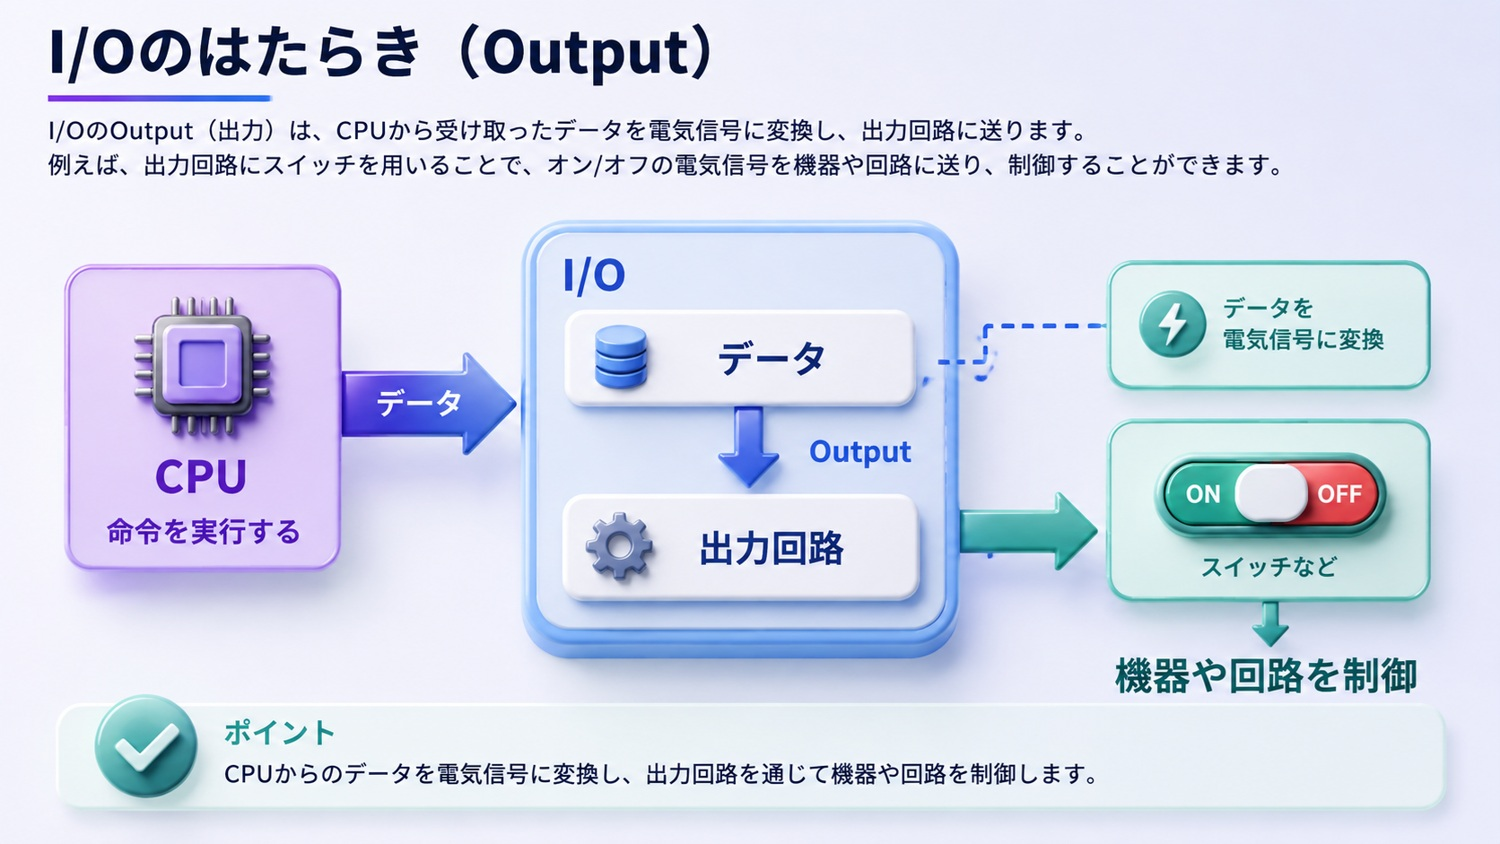 I/Oのはたらき（Output）
I/OのOutput（出力）は、CPUから受け取ったデータを電気信号に変換し、出力回路に送ります。
例えば、出力回路にスイッチを用いることで、オン/オフの電気信号を機器や回路に送り、制御することができます。
CPU
命令を実行する
データ
I/O
データ
Output
出力回路
データを
電気信号に変換
ON
OFF
スイッチなど
機器や回路を制御
ポイント
CPUからのデータを電気信号に変換し、出力回路を通じて機器や回路を制御します。